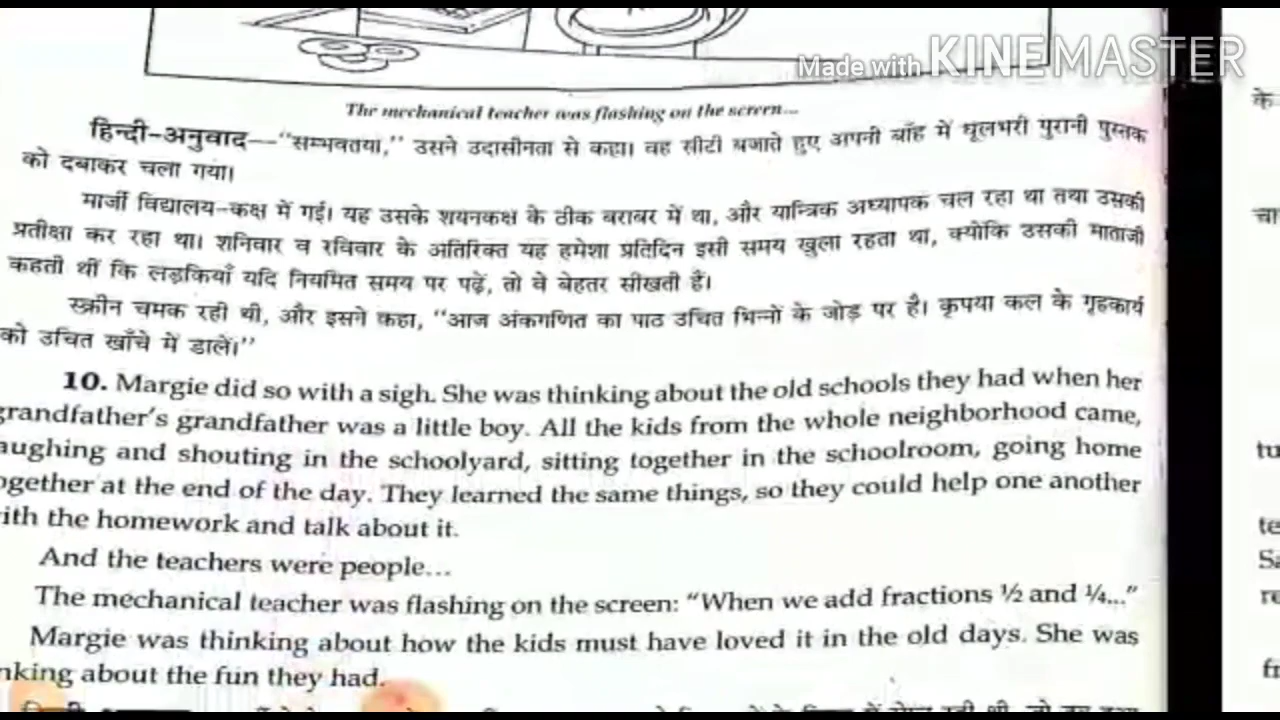 Made with KINEMASTER
The mechanical teacher was flashing on the screen...
हिन्दी-अनुवाद—“सम्भवतया,” उसने उदासीनता से कहा। वह सीटी बजाते हुए अपनी बाँह में धूलभरी पुरानी पुस्तक
को दबाकर चला गया।
मार्जी विद्यालय-कक्ष में गई। यह उसके शयनकक्ष के ठीक बराबर में था, और यान्त्रिक अध्यापक चल रहा था तथा उसकी
प्रतीक्षा कर रहा था। शनिवार व रविवार के अतिरिक्त यह हमेशा प्रतिदिन इसी समय खुला रहता था, क्योंकि उसकी माताजी
कहती थीं कि लड़कियाँ यदि नियमित समय पर पढ़ें, तो वे बेहतर सीखती हैं।
स्क्रीन चमक रही थी, और इसने कहा, “आज अंकगणित का पाठ उचित भिन्नों के जोड़ पर है। कृपया कल के गृहकार्य
को उचित खाँचे में डालें।”
10. Margie did so with a sigh. She was thinking about the old schools they had when her
grandfather’s grandfather was a little boy. All the kids from the whole neighborhood came,
aughing and shouting in the schoolyard, sitting together in the schoolroom, going home
ogether at the end of the day. They learned the same things, so they could help one another
ith the homework and talk about it.
And the teachers were people...
The mechanical teacher was flashing on the screen: “When we add fractions ½ and ¼...”
Margie was thinking about how the kids must have loved it in the old days. She was
nking about the fun they had.
के
चा
tu
te
Sa
re
fr